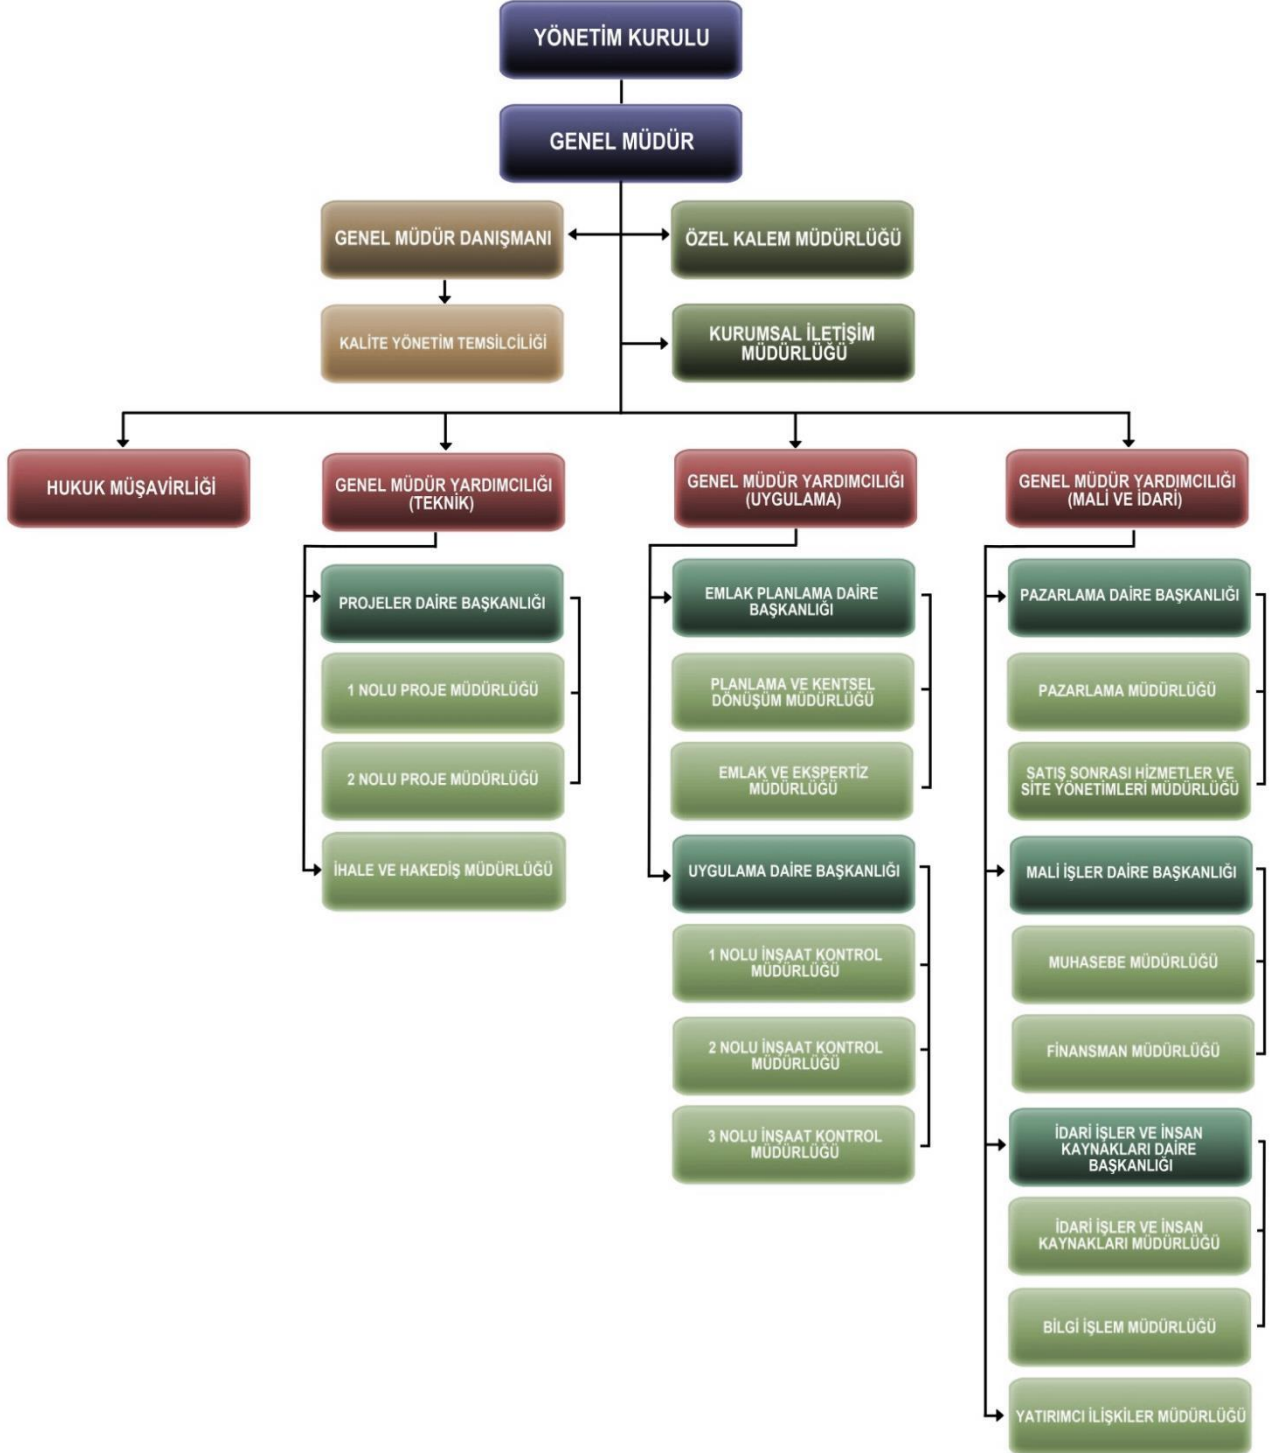 YÖNETİM KURULU
GENEL MÜDÜR
GENEL MÜDÜR DANIŞMANI
ÖZEL KALEM MÜDÜRLÜĞÜ
KALİTE YÖNETİM TEMSİLCİLİĞİ
KURUMSAL İLETİŞİM
MÜDÜRLÜĞÜ
HUKUK MÜŞAVİRLİĞİ
GENEL MÜDÜR YARDIMCILIĞI
(TEKNİK)
PROJELER DAİRE BAŞKANLIĞI
1 NOLU PROJE MÜDÜRLÜĞÜ
2 NOLU PROJE MÜDÜRLÜĞÜ
İHALE VE HAKEDİŞ MÜDÜRLÜĞÜ
GENEL MÜDÜR YARDIMCILIĞI
(UYGULAMA)
EMLAK PLANLAMA DAİRE
BAŞKANLIĞI
PLANLAMA VE KENTSEL
DÖNÜŞÜM MÜDÜRLÜĞÜ
EMLAK VE EKSPERTİZ
MÜDÜRLÜĞÜ
UYGULAMA DAİRE BAŞKANLIĞI
1 NOLU İNŞAAT KONTROL
MÜDÜRLÜĞÜ
2 NOLU İNŞAAT KONTROL
MÜDÜRLÜĞÜ
3 NOLU İNŞAAT KONTROL
MÜDÜRLÜĞÜ
GENEL MÜDÜR YARDIMCILIĞI
(MALİ VE İDARİ)
PAZARLAMA DAİRE BAŞKANLIĞI
PAZARLAMA MÜDÜRLÜĞÜ
SATIŞ SONRASI HİZMETLER VE
SİTE YÖNETİMLERİ MÜDÜRLÜĞÜ
MALİ İŞLER DAİRE BAŞKANLIĞI
MUHASEBE MÜDÜRLÜĞÜ
FİNANSMAN MÜDÜRLÜĞÜ
İDARİ İŞLER VE İNSAN
KAYNAKLARI DAİRE
BAŞKANLIĞI
İDARİ İŞLER VE İNSAN
KAYNAKLARI MÜDÜRLÜĞÜ
BİLGİ İŞLEM MÜDÜRLÜĞÜ
YATIRIMCI İLİŞKİLER MÜDÜRLÜĞÜ